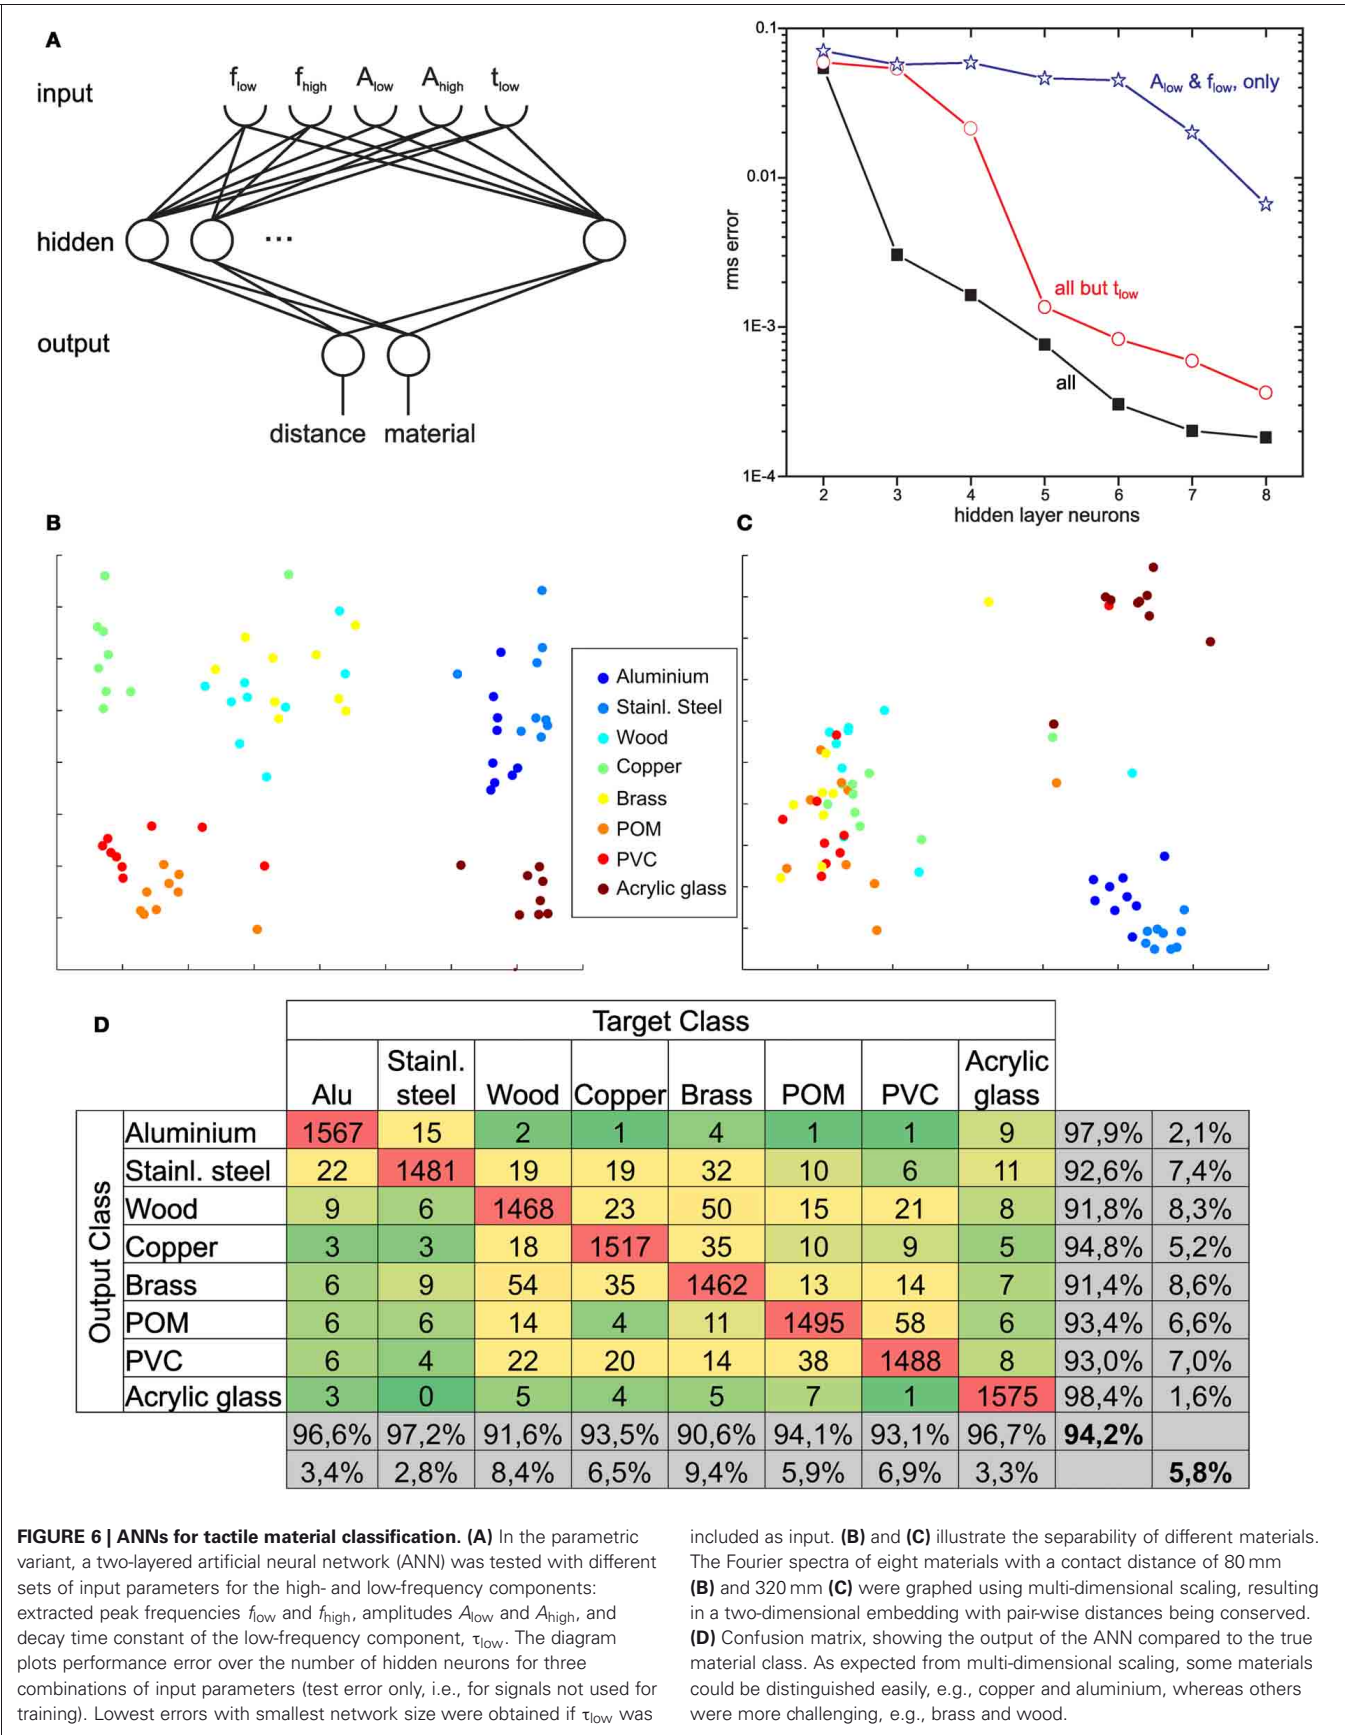 A
input
f low
f high
A low
A high
t low
hidden
...
output
distance material
0.1
0.01
1E-3
1E-4
rms error
A low & f low, only
all but t low
all
2 3 4 5 6 7 8
hidden layer neurons
B
C
Aluminium
Stainl. Steel
Wood
Copper
Brass
POM
PVC
Acrylic glass
D
Target Class
Alu Stainl. steel Wood Copper Brass POM PVC Acrylic glass
Output Class
Aluminium 1567 15 2 1 4 1 1 9 97,9% 2,1%
Stainl. steel 22 1481 19 19 32 10 6 11 92,6% 7,4%
Wood 9 6 1468 23 50 15 21 8 91,8% 8,3%
Copper 3 3 18 1517 35 10 9 5 94,8% 5,2%
Brass 6 9 54 35 1462 13 14 7 91,4% 8,6%
POM 6 6 14 4 11 1495 58 6 93,4% 6,6%
PVC 6 4 22 20 14 38 1488 8 93,0% 7,0%
Acrylic glass 3 0 5 4 5 7 1 1575 98,4% 1,6%
96,6% 97,2% 91,6% 93,5% 90,6% 94,1% 93,1% 96,7% 94,2%
3,4% 2,8% 8,4% 6,5% 9,4% 5,9% 6,9% 3,3% 5,8%
FIGURE 6 | ANNs for tactile material classification. (A) In the parametric
variant, a two-layered artificial neural network (ANN) was tested with different
sets of input parameters for the high- and low-frequency components:
extracted peak frequencies f low and f high, amplitudes A low and A high, and
decay time constant of the low-frequency component, τ low. The diagram
plots performance error over the number of hidden neurons for three
combinations of input parameters (test error only, i.e., for signals not used for
training). Lowest errors with smallest network size were obtained if τ low was
included as input. (B) and (C) illustrate the separability of different materials.
The Fourier spectra of eight materials with a contact distance of 80 mm
(B) and 320 mm (C) were graphed using multi-dimensional scaling, resulting
in a two-dimensional embedding with pair-wise distances being conserved.
(D) Confusion matrix, showing the output of the ANN compared to the true
material class. As expected from multi-dimensional scaling, some materials
could be distinguished easily, e.g., copper and aluminium, whereas others
were more challenging, e.g., brass and wood.